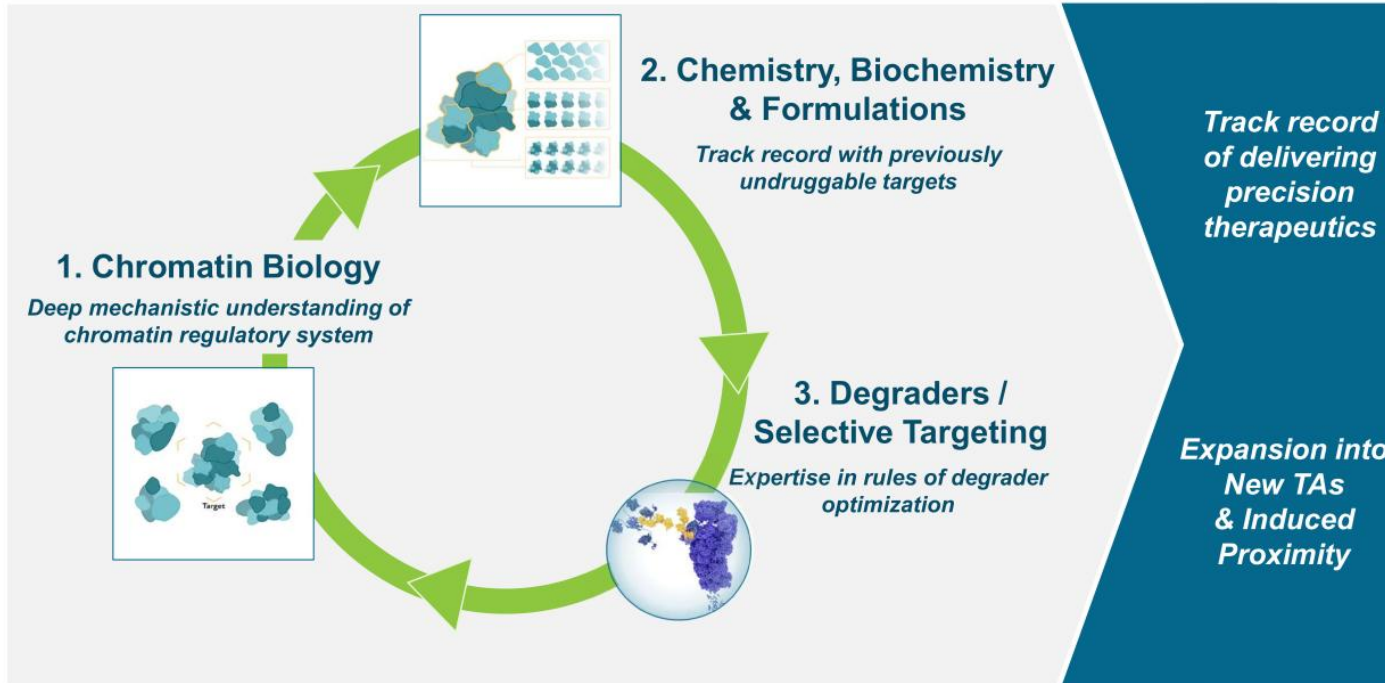 1. Chromatin Biology
Deep mechanistic understanding of
chromatin regulatory system
Target
2. Chemistry, Biochemistry
& Formulations
Track record with previously
undruggable targets
3. Degraders /
Selective Targeting
Expertise in rules of degrader
optimization
Track record
of delivering
precision
therapeutics
Expansion into
New TAs
& Induced
Proximity